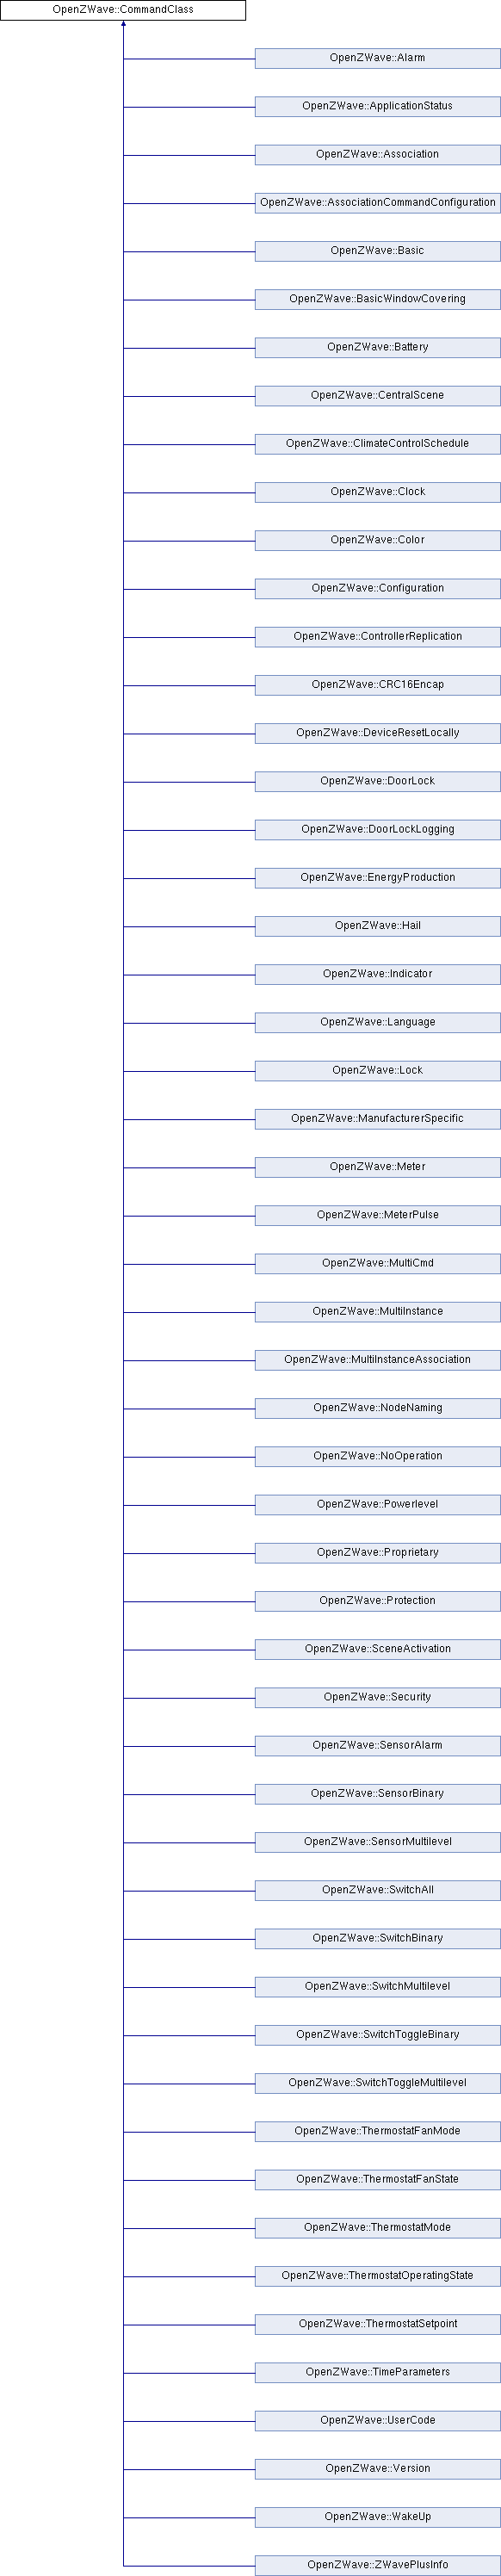 OpenZWave::CommandClass
OpenZWave::Alarm
OpenZWave::ApplicationStatus
OpenZWave::Association
OpenZWave::AssociationCommandConfiguration
OpenZWave::Basic
OpenZWave::BasicWindowCovering
OpenZWave::Battery
OpenZWave::CentralScene
OpenZWave::ClimateControlSchedule
OpenZWave::Clock
OpenZWave::Color
OpenZWave::Configuration
OpenZWave::ControllerReplication
OpenZWave::CRC16Encap
OpenZWave::DeviceResetLocally
OpenZWave::DoorLock
OpenZWave::DoorLockLogging
OpenZWave::EnergyProduction
OpenZWave::Hail
OpenZWave::Indicator
OpenZWave::Language
OpenZWave::Lock
OpenZWave::ManufacturerSpecific
OpenZWave::Meter
OpenZWave::MeterPulse
OpenZWave::MultiCmd
OpenZWave::MultiInstance
OpenZWave::MultiInstanceAssociation
OpenZWave::NodeNaming
OpenZWave::NoOperation
OpenZWave::Powerlevel
OpenZWave::Proprietary
OpenZWave::Protection
OpenZWave::SceneActivation
OpenZWave::Security
OpenZWave::SensorAlarm
OpenZWave::SensorBinary
OpenZWave::SensorMultilevel
OpenZWave::SwitchAll
OpenZWave::SwitchBinary
OpenZWave::SwitchMultilevel
OpenZWave::SwitchToggleBinary
OpenZWave::SwitchToggleMultilevel
OpenZWave::ThermostatFanMode
OpenZWave::ThermostatFanState
OpenZWave::ThermostatMode
OpenZWave::ThermostatOperatingState
OpenZWave::ThermostatSetpoint
OpenZWave::TimeParameters
OpenZWave::UserCode
OpenZWave::Version
OpenZWave::WakeUp
OpenZWave::ZWavePlusInfo